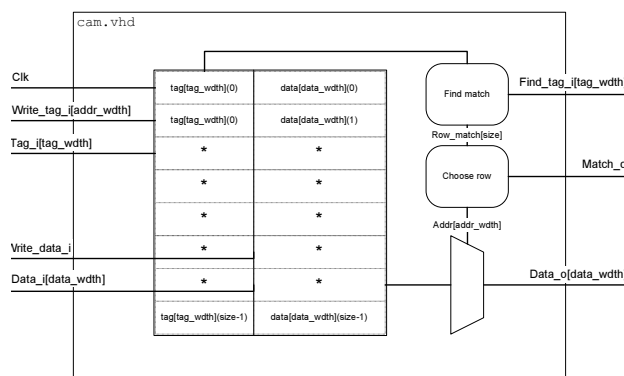 cam.vhd
Clk
Write_tag_i[addr_wdth]
Tag_i[tag_wdth]
Write_data_i
Data_i[data_wdth]
tag[tag_wdth](0)
data[data_wdth](0)
tag[tag_wdth](0)
data[data_wdth](1)
* *
* *
* *
* *
* *
tag[tag_wdth](size-1)
data[data_wdth](size-1)
Find match
Row_match[size]
Choose row
Addr[addr_wdth]
Find_tag_i[tag_wdth]
Match_o
Data_o[data_wdth]